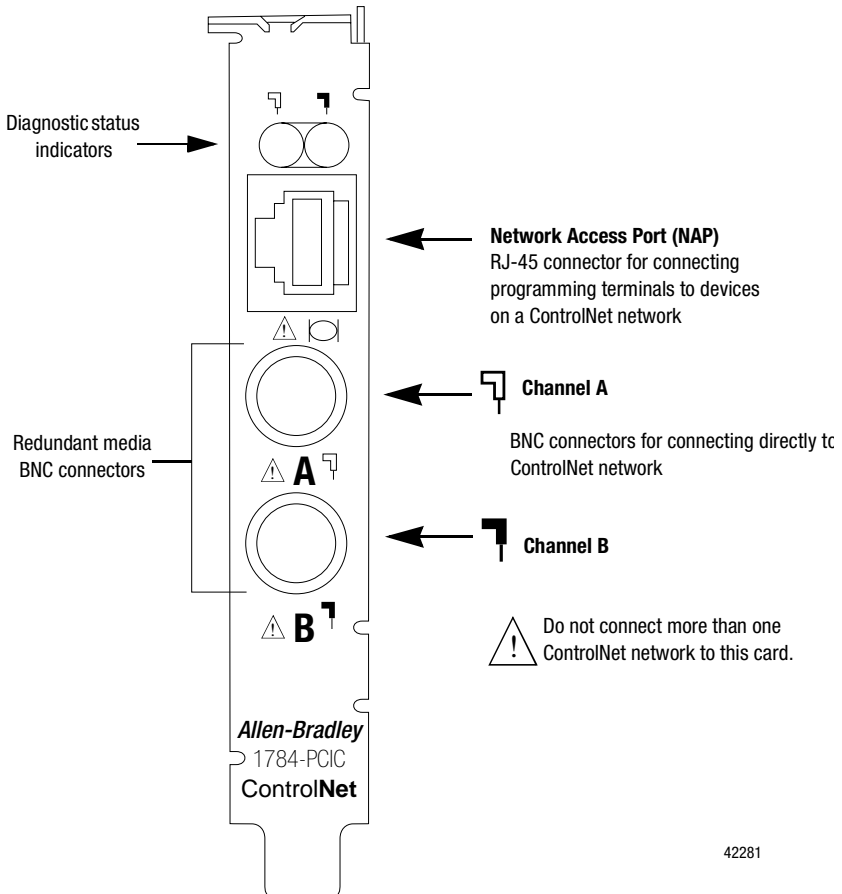 Diagnostic status
indicators
Network Access Port (NAP)
RJ-45 connector for connecting
programming terminals to devices
on a ControlNet network
Channel A
BNC connectors for connecting directly to
ControlNet network
Redundant media
BNC connectors
A
Channel B
B
Do not connect more than one
ControlNet network to this card.
!
!
!
!
Allen-Bradley
1784-PCIC
ControlNet
42281